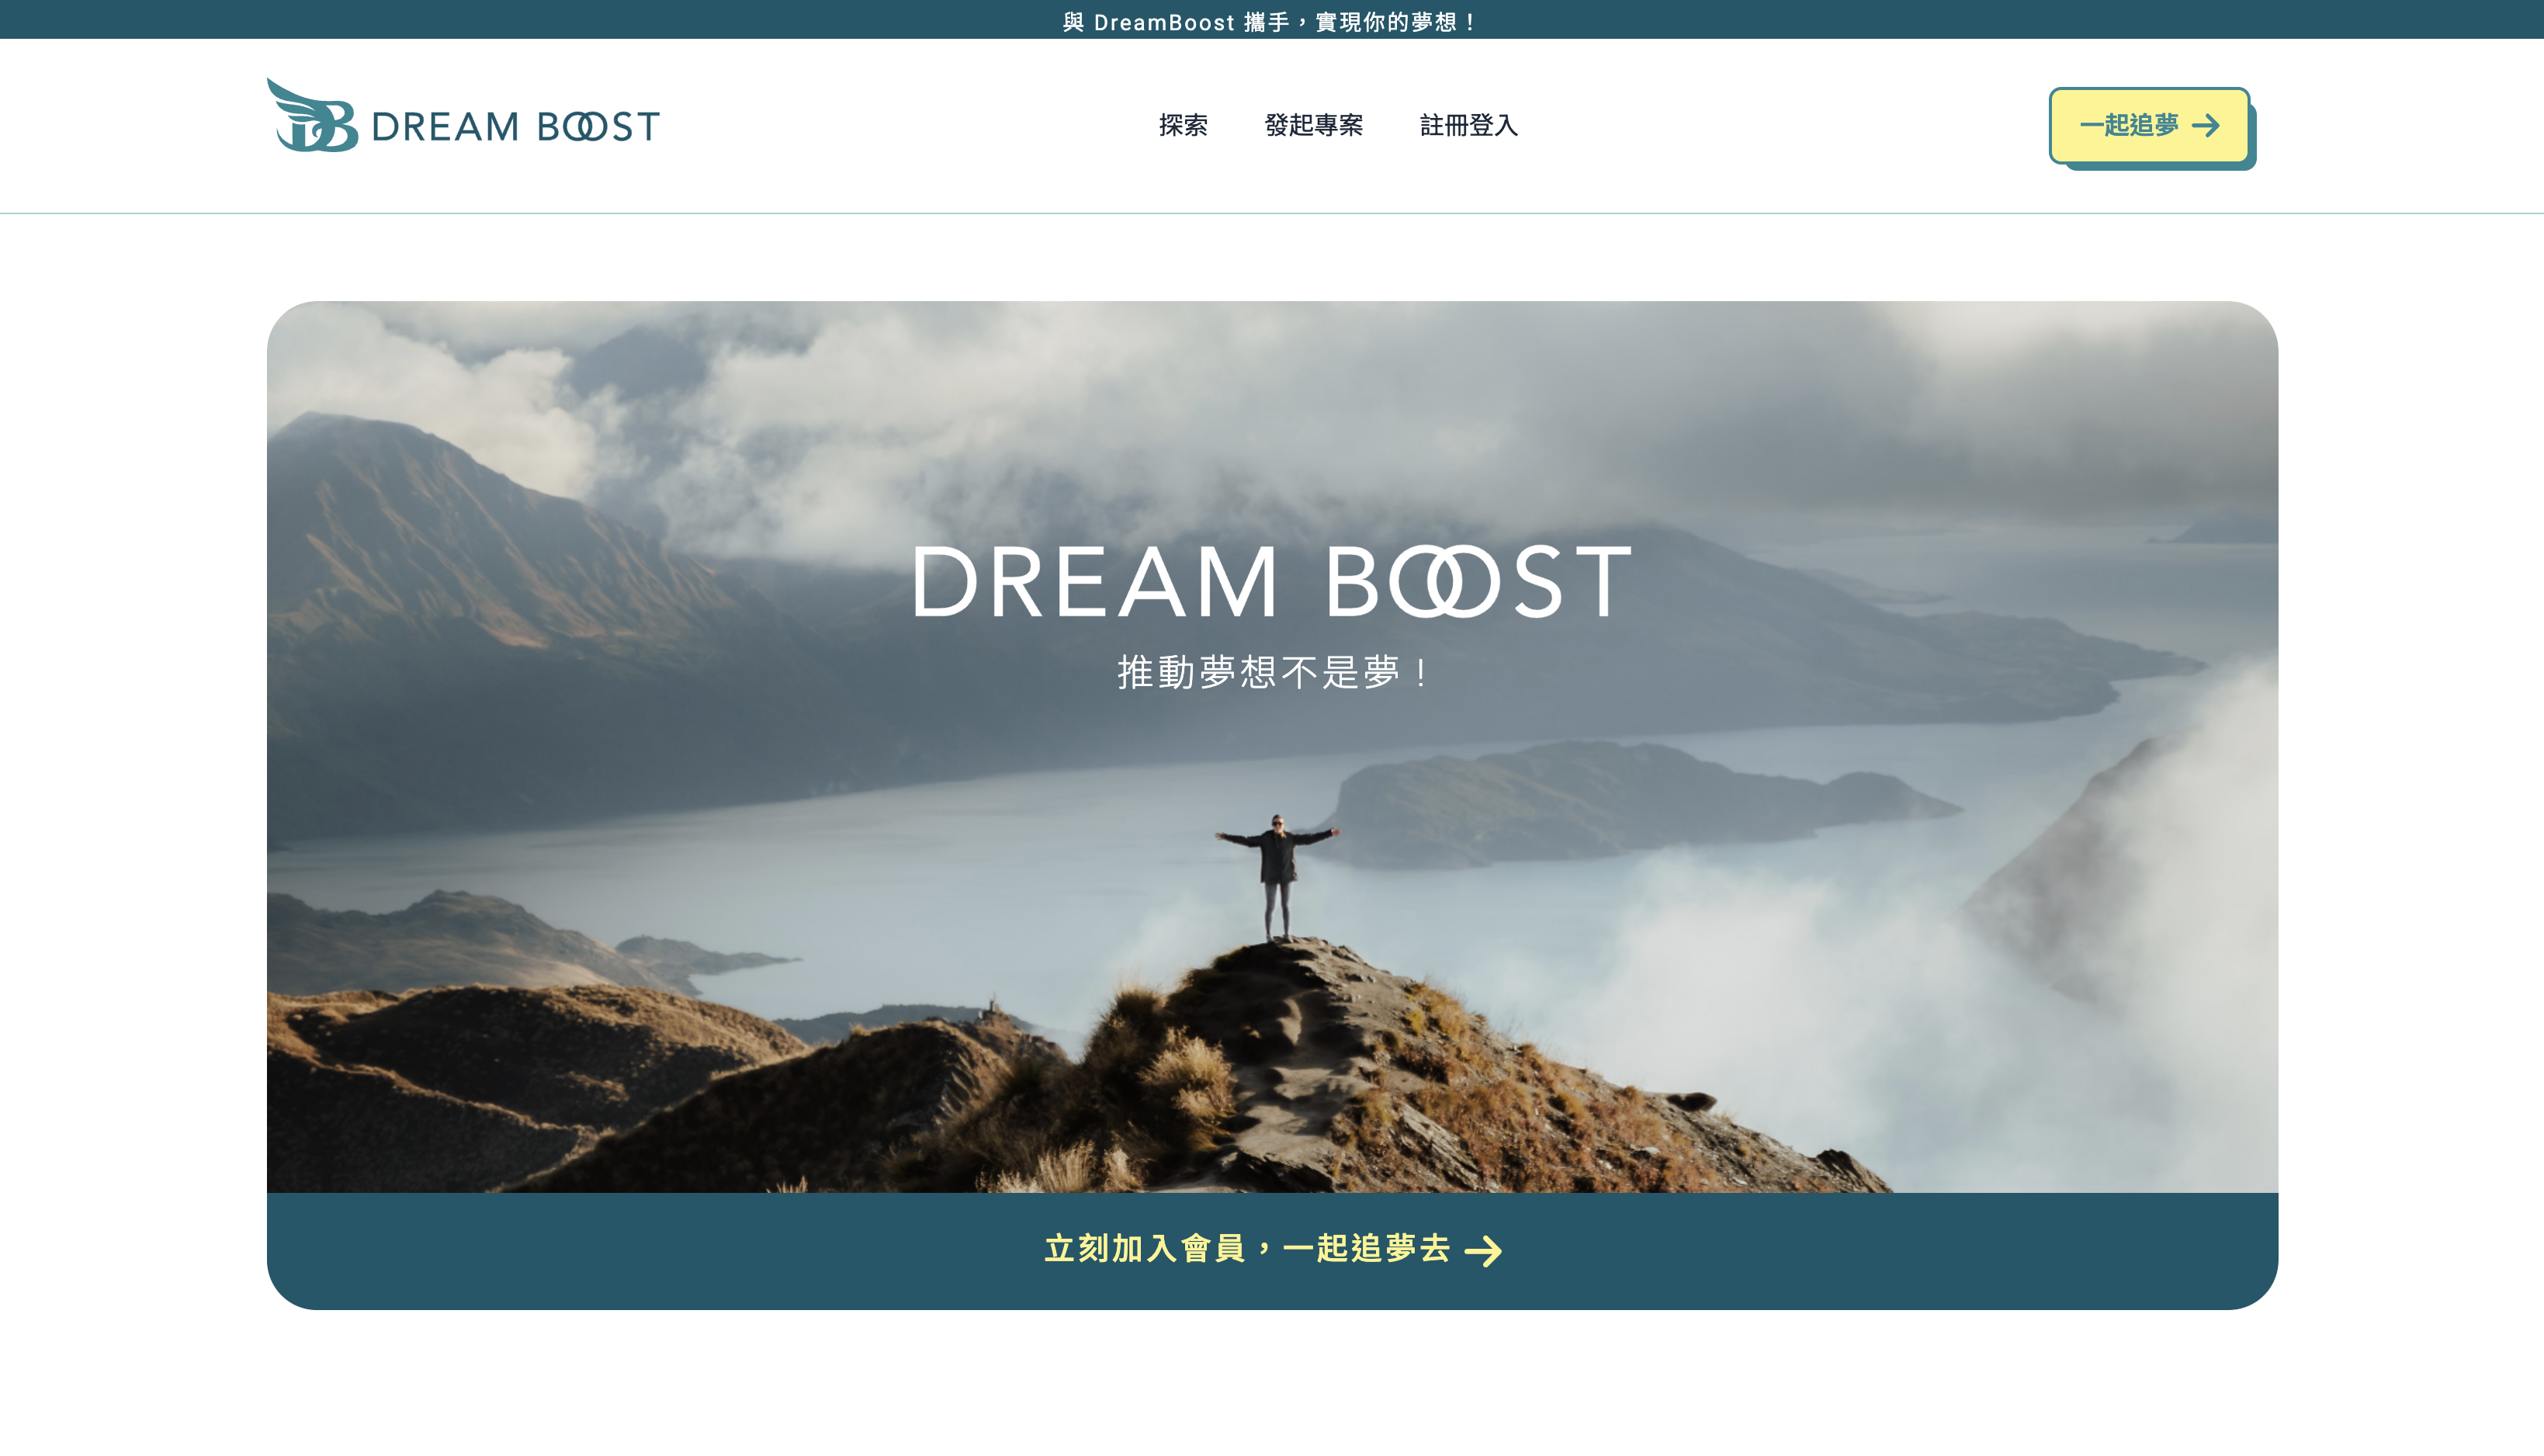 與 DreamBoost 攜手，實現你的夢想！
DB DREAM BOOST
探索 發起專案 註冊登入
一起追夢
DREAM BOOST
推動夢想不是夢！
立刻加入會員，一起追夢去